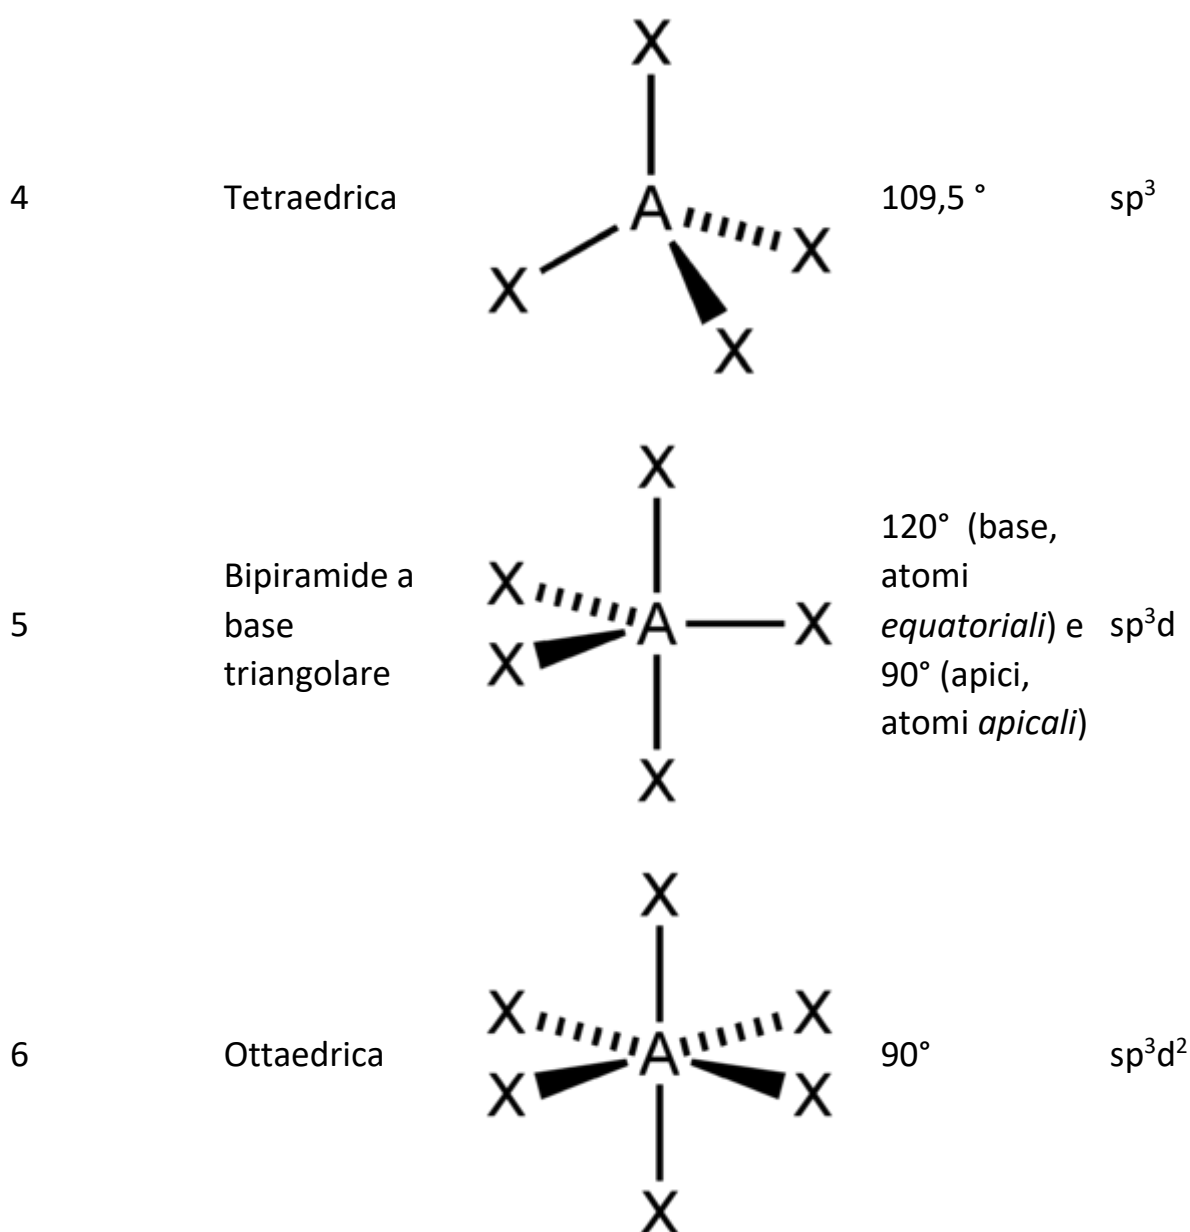 X
4 Tetraedrica A 109,5 ° sp³
X
X
X
X
120° (base,
Bipiramide a X atomi
5 base A X equatoriali) e sp³d
triangolare X 90° (apici,
atomi apicali)
X
X
X X
6 Ottaedrica A 90° sp³d²
X X
X